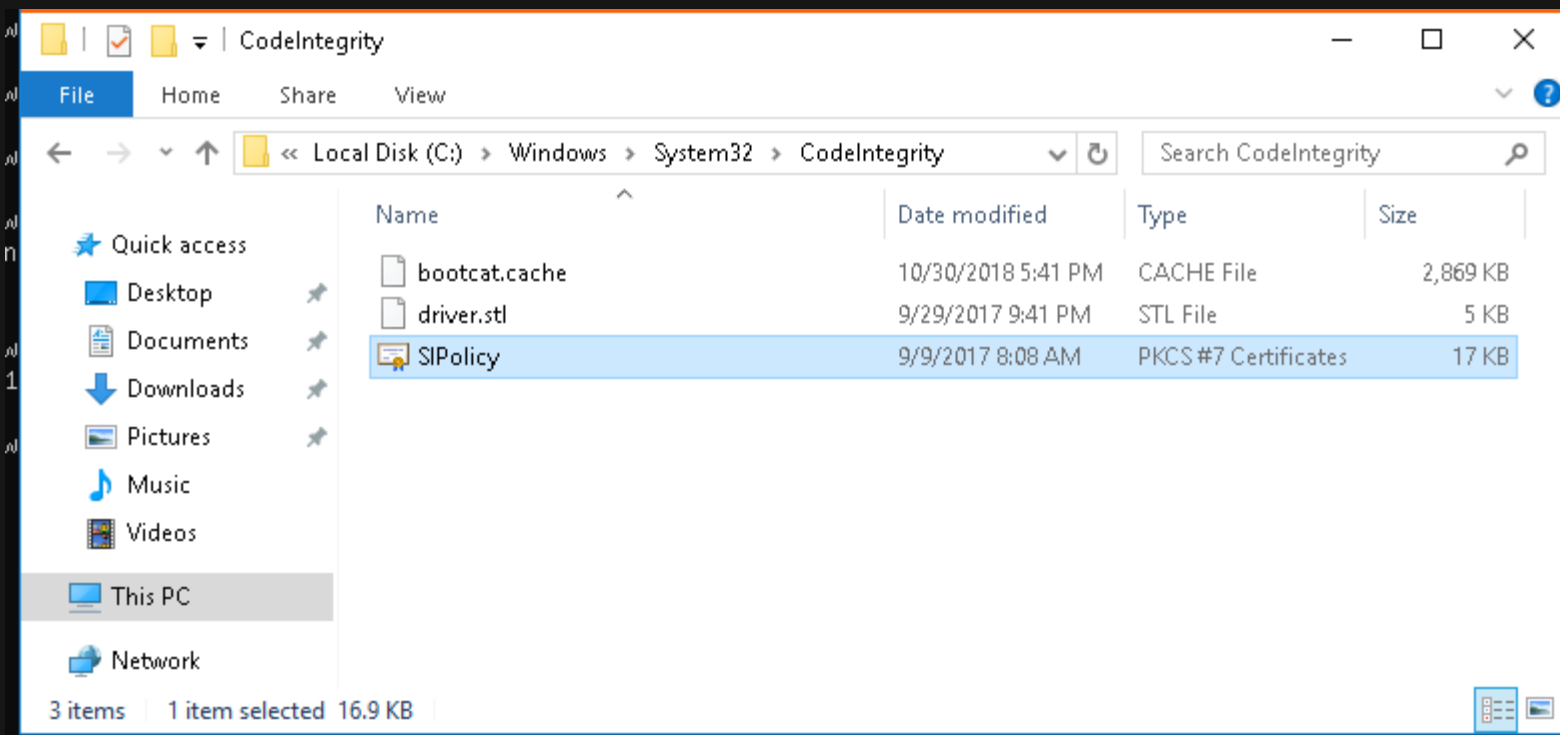 CodeIntegrity
File Home Share View
« Local Disk (C:) › Windows › System32 › CodeIntegrity
Search CodeIntegrity
Name Date modified Type Size
Quick access
Desktop
Documents
Downloads
Pictures
Music
Videos
This PC
Network
bootcat.cache 10/30/2018 5:41 PM CACHE File 2,869 KB
driver.stl 9/29/2017 9:41 PM STL File 5 KB
SIPolicy 9/9/2017 8:08 AM PKCS #7 Certificates 17 KB
3 items 1 item selected 16.9 KB